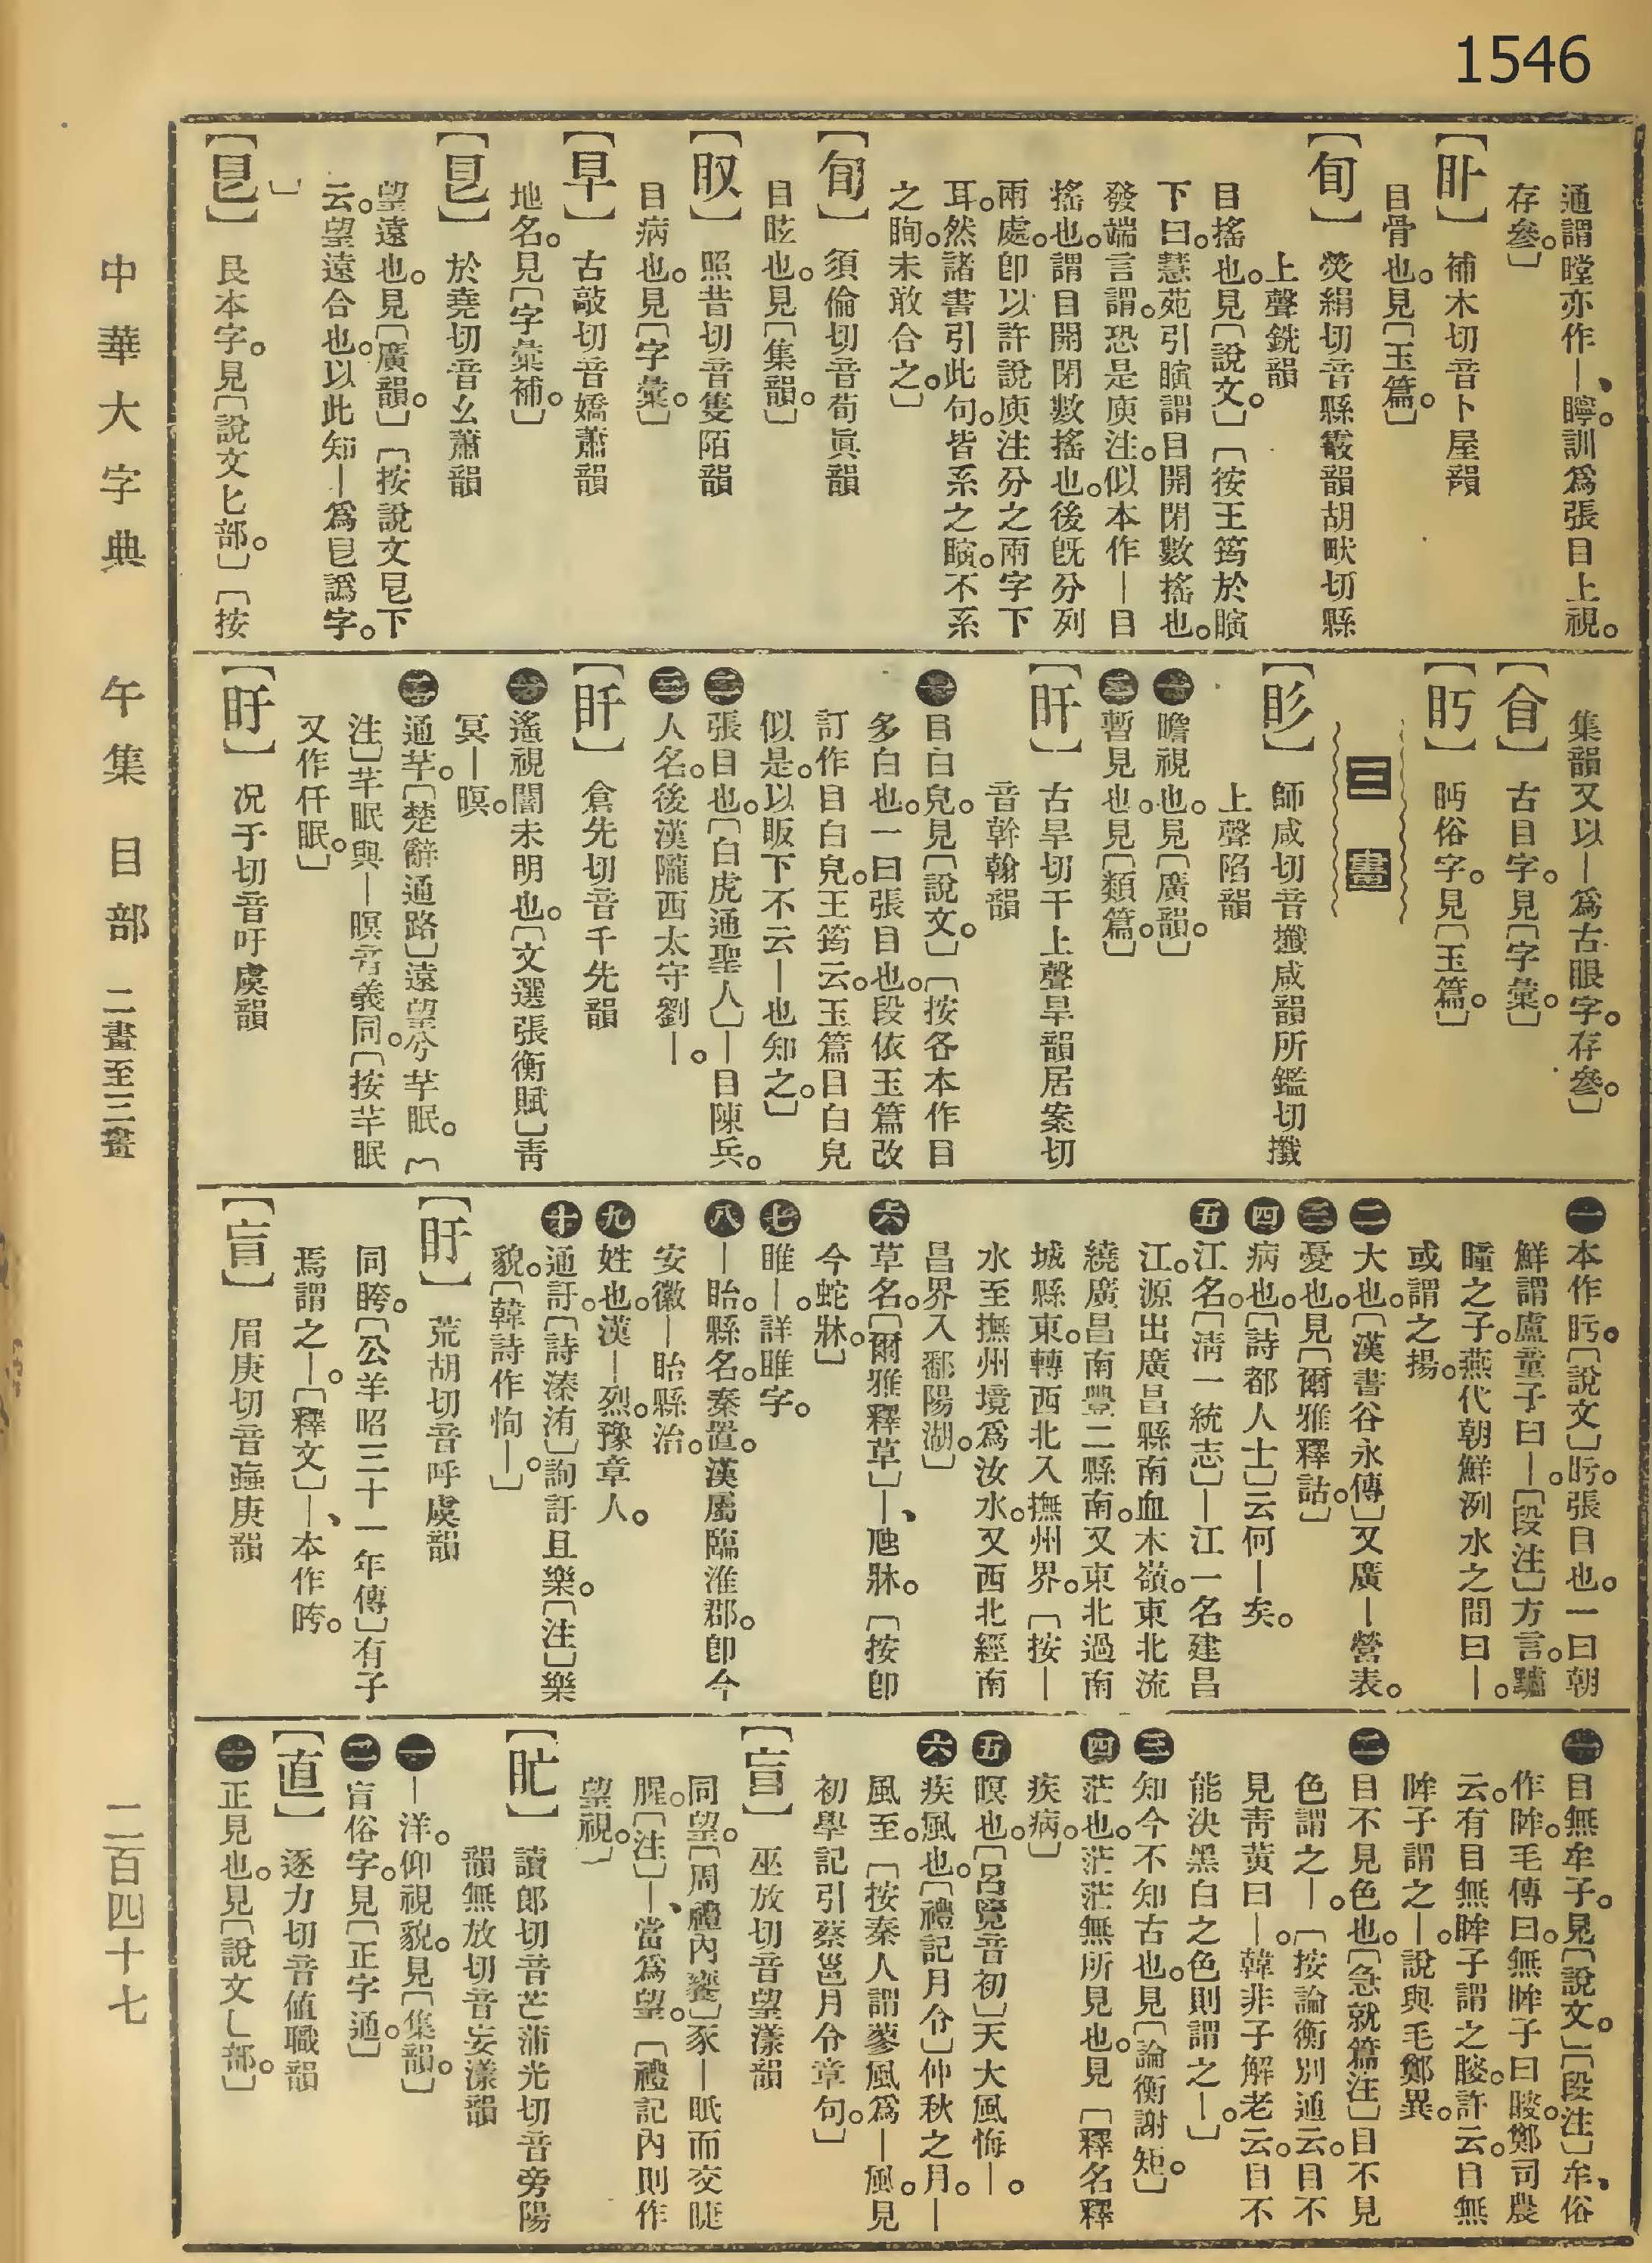 1546
通謂瞠亦作—、矃。訓爲張目上視。
存參。〕
【𥃲】補木切音卜屋韻
目骨也。見〔玉篇。〕
【旬】熒絹切音縣霰韻胡畎切縣
上聲銑韻
目搖也。見〔說文。〕〔按王筠於瞚
下曰。慧苑引瞚謂目開閉數搖也。
發端言謂。恐是庾注。似本作—目
搖也。謂目開閉數搖也。後旣分列
兩處。卽以許說庾注分之兩字下
耳。然諸書引此句。皆系之瞚。不系
之眴。未敢合之。〕
【旬】須倫切音荀眞韻
目眩也。見〔集韻。〕
【𥃳】照昔切音隻陌韻
目病也。見〔字彙。〕
【早】古敲切音嬌蕭韻
地名。見〔字彙補。〕
【皀】於堯切音幺蕭韻
望遠也。見〔廣韻。〕〔按說文皀下
云。望遠合也。以此知—爲皀譌字。
〕
【皀】艮本字。見〔說文匕部。〕〔按
集韻又以—爲古眼字。存參。〕
【㑹】古目字。見〔字彙。〕
【䀏】眄俗字。見〔玉篇。〕
三畫
【𥃿】師咸切音攕咸韻所鑑切攕
上聲陷韻
㊀瞻視也。見〔廣韻。〕
㊁暫見也。見〔類篇。〕
【盰】古旱切干上聲旱韻居案切
音幹翰韻
㊀目白皃。見〔說文。〕〔按各本作目
多白也。一曰張目也。段依玉篇改
訂作目白皃。王筠云。玉篇目白皃
似是。以眅下不云—也知之。〕
㊁張目也。〔白虎通聖人〕—目陳兵。
㊂人名。後漢隴西太守劉—。
【盰】倉先切音千先韻
㊀遙視闇未明也。〔文選張衡賦〕靑
冥—瞑。
㊁通芊。〔楚辭通路〕遠望兮芊眠。〔
注〕芊眠與—瞑音義同。〔按芊眠
又作仟眠。〕
【盱】况于切音吁虞韻
㊀本作䀏。〔說文〕䀏。張目也。一曰朝
鮮謂盧童子曰—。〔段注〕方言。驢
瞳之子。燕代朝鮮洌水之間曰—。
或謂之揚。
㊁大也。〔漢書谷永傳〕又廣—營表。
㊂憂也。見〔爾雅釋詁。〕
㊃病也。〔詩都人士〕云何—矣。
㊄江名。〔淸一統志〕—江一名建昌
江。源出廣昌縣南血木嶺。東北流
繞廣昌南豐二縣南。又東北過南
城縣東。轉西北入撫州界。〔按—
水至撫州境爲汝水。又西北經南
昌界入鄱陽湖。〕
㊅草名。〔爾雅釋草〕—、虺牀。〔按卽
今蛇牀。〕
㊆睢—。詳睢字。
㊇—眙。縣名。秦置。漢屬臨淮郡。卽今
安徽—眙縣治。
㊈姓也。漢—烈。豫章人。
㊉通訏。〔詩溱洧〕詢訏且樂。〔注〕樂
貌。〔韓詩作恂—。〕
【盱】荒胡切音呼虞韻
同䀢。〔公羊昭三十一年傳〕有子
焉謂之—。〔釋文〕—、本作䀢。
【盲】眉庚切音蝱庚韻
㊀目無牟子。見〔說文。〕〔段注〕牟、俗
作眸。毛傳曰。無眸子曰瞍。鄭司農
云。有目無眸子謂之瞍。許云。目無
眸子謂之—。說與毛鄭異。
㊁目不見色也。〔急就篇注〕目不見
色謂之—。〔按論衡別通云。目不
見靑黃曰—。韓非子解老云。目不
能決黑白之色則謂之—。〕
㊂知今不知古也。見〔論衡謝短。〕
㊃茫也。茫茫無所見也。見〔釋名釋
疾病。〕
㊄暝也。〔呂覽音初〕天大風晦—。
㊅疾風也。〔禮記月令〕仲秋之月。—
風至。〔按秦人謂蓼風爲—風。見
初學記引蔡邕月令章句。〕
【盲】巫放切音望漾韻
同望。〔周禮內饔〕豕—眡而交睫
腥。〔注〕—、當爲望。〔禮記內則作
望視。〕
【䀮】讀郎切音芒蒲光切音旁陽
韻無放切音妄漾韻
㊀—洋。仰視貌。見〔集韻。〕
㊁盲俗字。見〔正字通。〕
【直】逐力切音値職韻
㊀正見也。見〔說文乚部。〕
中華大字典 午集 目部 二畫至三畫 二百四十七